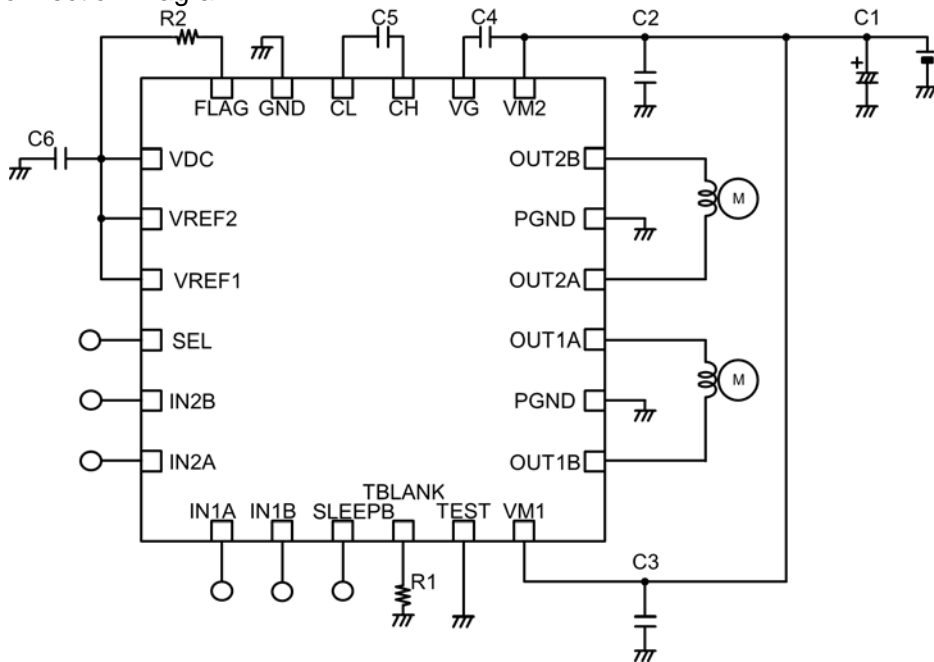 R2
C5
C4
C2
C1
+
FLAG
GND
CL
CH
VG
VM2
C6
VDC
OUT2B
M
VREF2
PGND
VREF1
OUT2A
SEL
OUT1A
M
IN2B
PGND
IN2A
OUT1B
IN1A
IN1B
SLEEPB
TBLANK
TEST
VM1
R1
C3